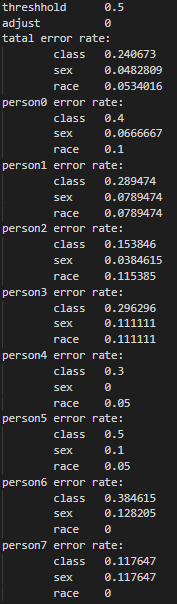 threshhold 0.5
adjust 0
tatal error rate:
class 0.240673
sex 0.0482809
race 0.0534016
person0 error rate:
class 0.4
sex 0.0666667
race 0.1
person1 error rate:
class 0.289474
sex 0.0789474
race 0.0789474
person2 error rate:
class 0.153846
sex 0.0384615
race 0.115385
person3 error rate:
class 0.296296
sex 0.111111
race 0.111111
person4 error rate:
class 0.3
sex 0
race 0.05
person5 error rate:
class 0.5
sex 0.1
race 0.05
person6 error rate:
class 0.384615
sex 0.128205
race 0
person7 error rate:
class 0.117647
sex 0.117647
race 0